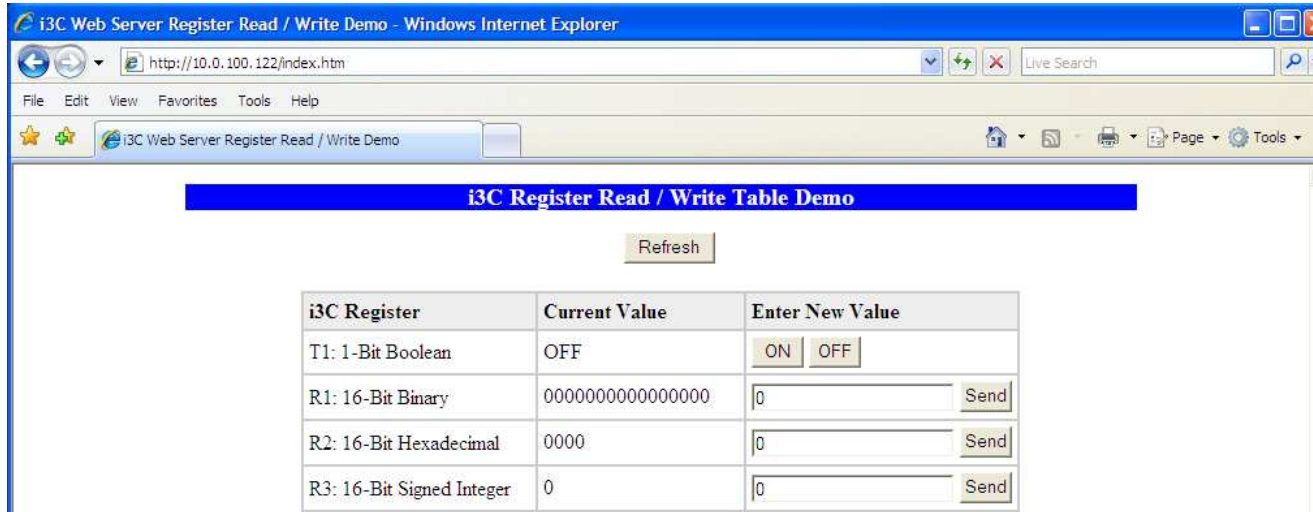 i3C Web Server Register Read / Write Demo - Windows Internet Explorer
http://10.0.100.122/index.htm
Live Search
File Edit View Favorites Tools Help
i3C Web Server Register Read / Write Demo
Page Tools
i3C Register Read / Write Table Demo
Refresh
i3C Register Current Value Enter New Value
T1: 1-Bit Boolean OFF ON OFF
R1: 16-Bit Binary 0000000000000000 0 Send
R2: 16-Bit Hexadecimal 0000 0 Send
R3: 16-Bit Signed Integer 0 0 Send